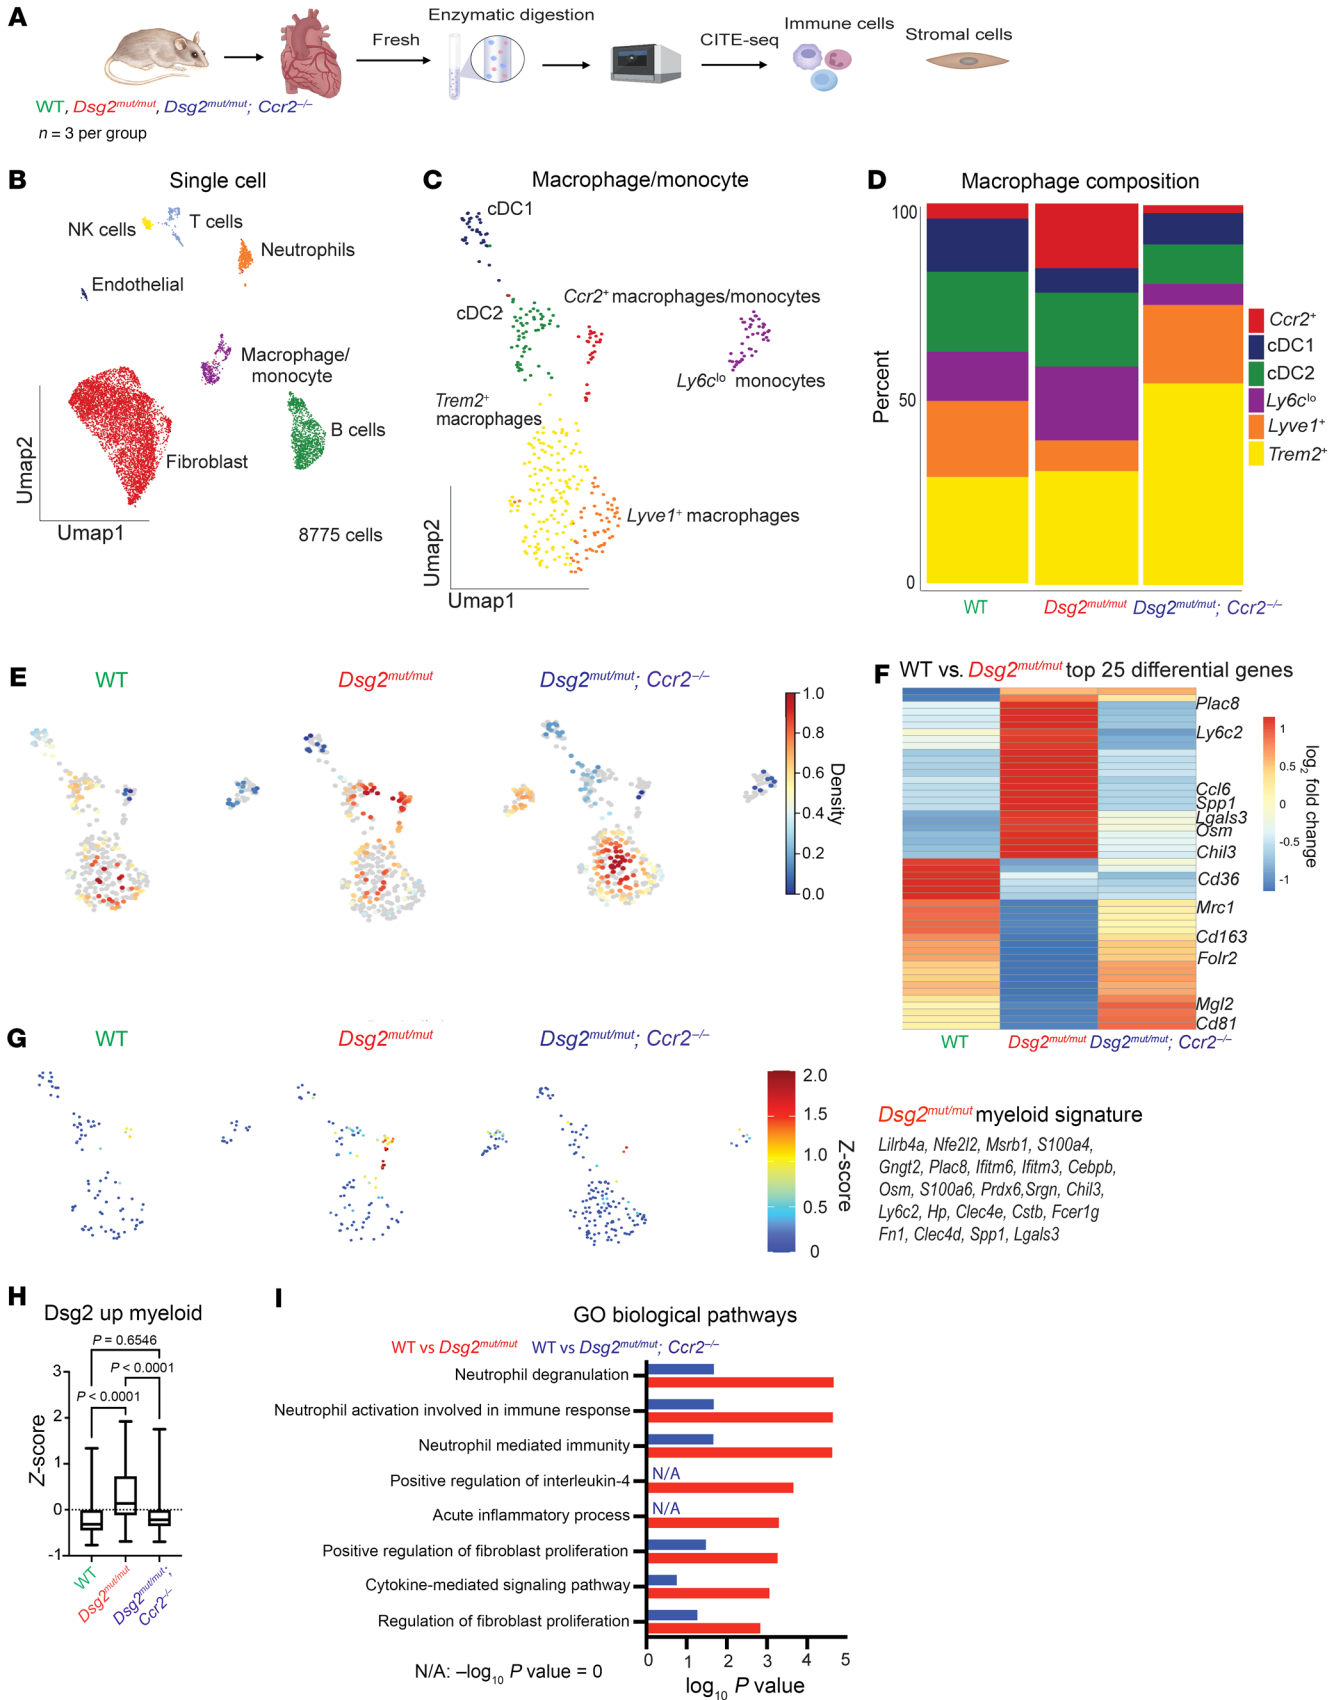 A
Fresh
Enzymatic digestion
CITE-seq
Immune cells
Stromal cells
WT, Dsg2mut/mut, Dsg2mut/mut; Ccr2–/–
n = 3 per group
B
Single cell
NK cells
T cells
Neutrophils
Endothelial
Macrophage/
monocyte
B cells
Fibroblast
Umap2
Umap1
8775 cells
C
Macrophage/monocyte
cDC1
Ccr2+ macrophages/monocytes
cDC2
Ly6clo monocytes
Trem2+
macrophages
Lyve1+ macrophages
Umap2
Umap1
D
Macrophage composition
100
50
0
Percent
Ccr2+
cDC1
cDC2
Ly6clo
Lyve1+
Trem2+
WT
Dsg2mut/mut
Dsg2mut/mut; Ccr2–/–
E
WT
Dsg2mut/mut
Dsg2mut/mut; Ccr2–/–
1.0
0.8
0.6
0.4
0.2
0.0
Density
F
WT vs. Dsg2mut/mut top 25 differential genes
Plac8
Ly6c2
Ccl6
Spp1
Lgals3
Osm
Chil3
Cd36
Mrc1
Cd163
Folr2
Mgl2
Cd81
1
0.5
0
-0.5
-1
log2 fold change
WT
Dsg2mut/mut
Dsg2mut/mut; Ccr2–/–
G
WT
Dsg2mut/mut
Dsg2mut/mut; Ccr2–/–
2.0
1.5
1.0
0.5
0
Z-score
Dsg2mut/mut myeloid signature
Lilrb4a, Nfe2l2, Msrb1, S100a4,
Gngt2, Plac8, Ifitm6, Ifitm3, Cebpb,
Osm, S100a6, Prdx6,Srgn, Chil3,
Ly6c2, Hp, Clec4e, Cstb, Fcer1g
Fn1, Clec4d, Spp1, Lgals3
H
Dsg2 up myeloid
P = 0.6546
P < 0.0001
P < 0.0001
3
2
1
0
-1
Z-score
WT
Dsg2mut/mut
Dsg2mut/mut;
Ccr2–/–
I
GO biological pathways
WT vs Dsg2mut/mut
WT vs Dsg2mut/mut; Ccr2–/–
Neutrophil degranulation
Neutrophil activation involved in immune response
Neutrophil mediated immunity
Positive regulation of interleukin-4
N/A
Acute inflammatory process
N/A
Positive regulation of fibroblast proliferation
Cytokine-mediated signaling pathway
Regulation of fibroblast proliferation
0 1 2 3 4 5
log10 P value
N/A: –log10 P value = 0